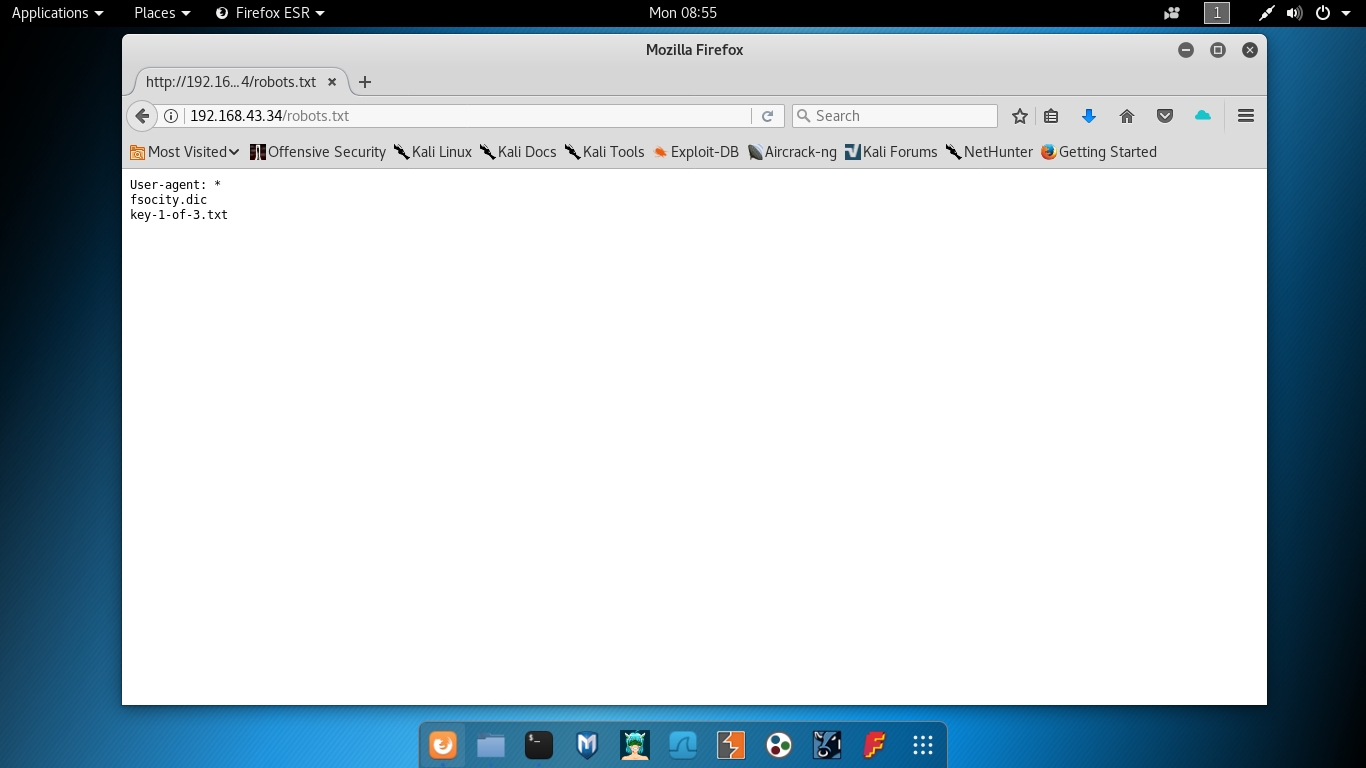 Applications Places Firefox ESR Mon 08:55 1
Mozilla Firefox
http://192.16...4/robots.txt
192.168.43.34/robots.txt Search
Most Visited Offensive Security Kali Linux Kali Docs Kali Tools Exploit-DB Aircrack-ng Kali Forums NetHunter Getting Started
User-agent: *
fsocity.dic
key-1-of-3.txt